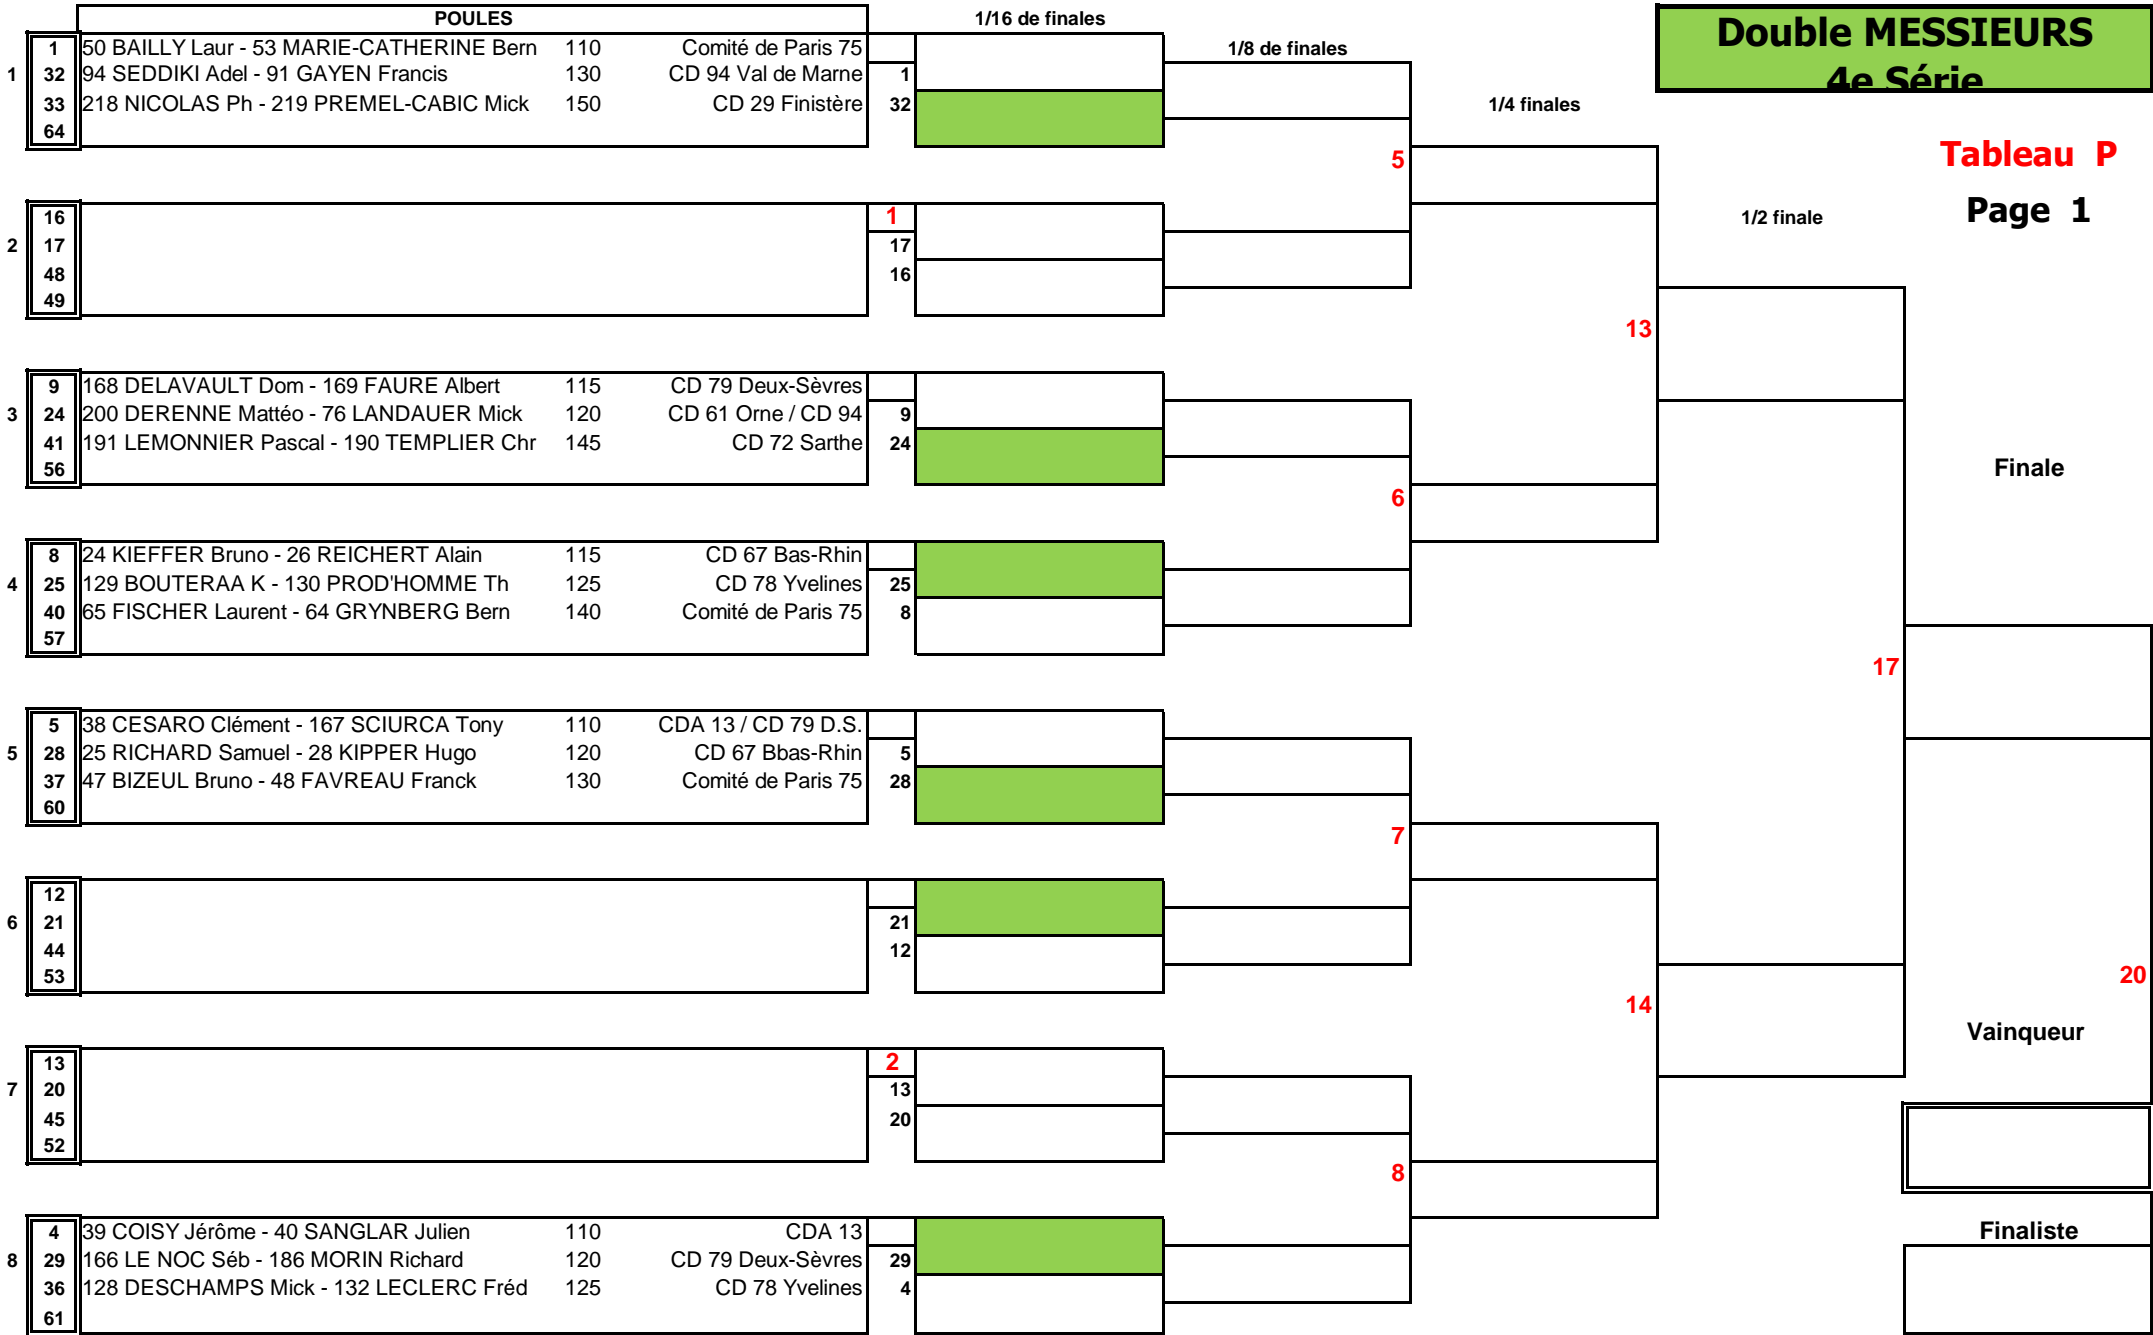 POULES 1/16 de finales Double MESSIEURS
4e Série
1 50 BAILLY Laur - 53 MARIE-CATHERINE Bern 110 Comité de Paris 75 1/8 de finales
1 32 94 SEDDIKI Adel - 91 GAYEN Francis 130 CD 94 Val de Marne 1
33 218 NICOLAS Ph - 219 PREMEL-CABIC Mick 150 CD 29 Finistère 32 1/4 finales
64
5 Tableau P
16 1 1/2 finale Page 1
2 17 17
48 16
49
13
9 168 DELAVAULT Dom - 169 FAURE Albert 115 CD 79 Deux-Sèvres
3 24 200 DERENNE Mattéo - 76 LANDAUER Mick 120 CD 61 Orne / CD 94 9
41 191 LEMONNIER Pascal - 190 TEMPLIER Chr 145 CD 72 Sarthe 24
56 Finale
6
8 24 KIEFFER Bruno - 26 REICHERT Alain 115 CD 67 Bas-Rhin
4 25 129 BOUTERAA K - 130 PROD'HOMME Th 125 CD 78 Yvelines 25
40 65 FISCHER Laurent - 64 GRYNBERG Bern 140 Comité de Paris 75 8
57
17
5 38 CESARO Clément - 167 SCIURCA Tony 110 CDA 13 / CD 79 D.S.
5 28 25 RICHARD Samuel - 28 KIPPER Hugo 120 CD 67 Bbas-Rhin 5
37 47 BIZEUL Bruno - 48 FAVREAU Franck 130 Comité de Paris 75 28
60
7
12
6 21 21
44 12
53 20
14
Vainqueur
13 2
7 20 13
45 20
52
8
4 39 COISY Jérôme - 40 SANGLAR Julien 110 CDA 13 Finaliste
8 29 166 LE NOC Séb - 186 MORIN Richard 120 CD 79 Deux-Sèvres 29
36 128 DESCHAMPS Mick - 132 LECLERC Fréd 125 CD 78 Yvelines 4
61